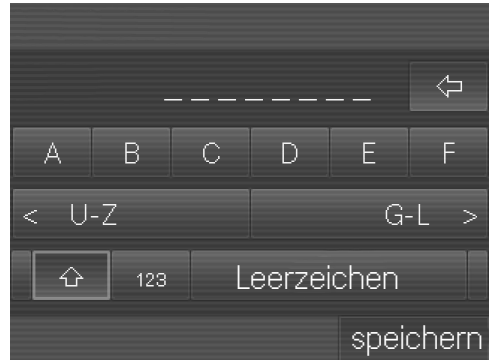 _ _ _ _ _ _ _ _ _
A B C D E F
< U-Z G-L >
123 Leerzeichen
speichern